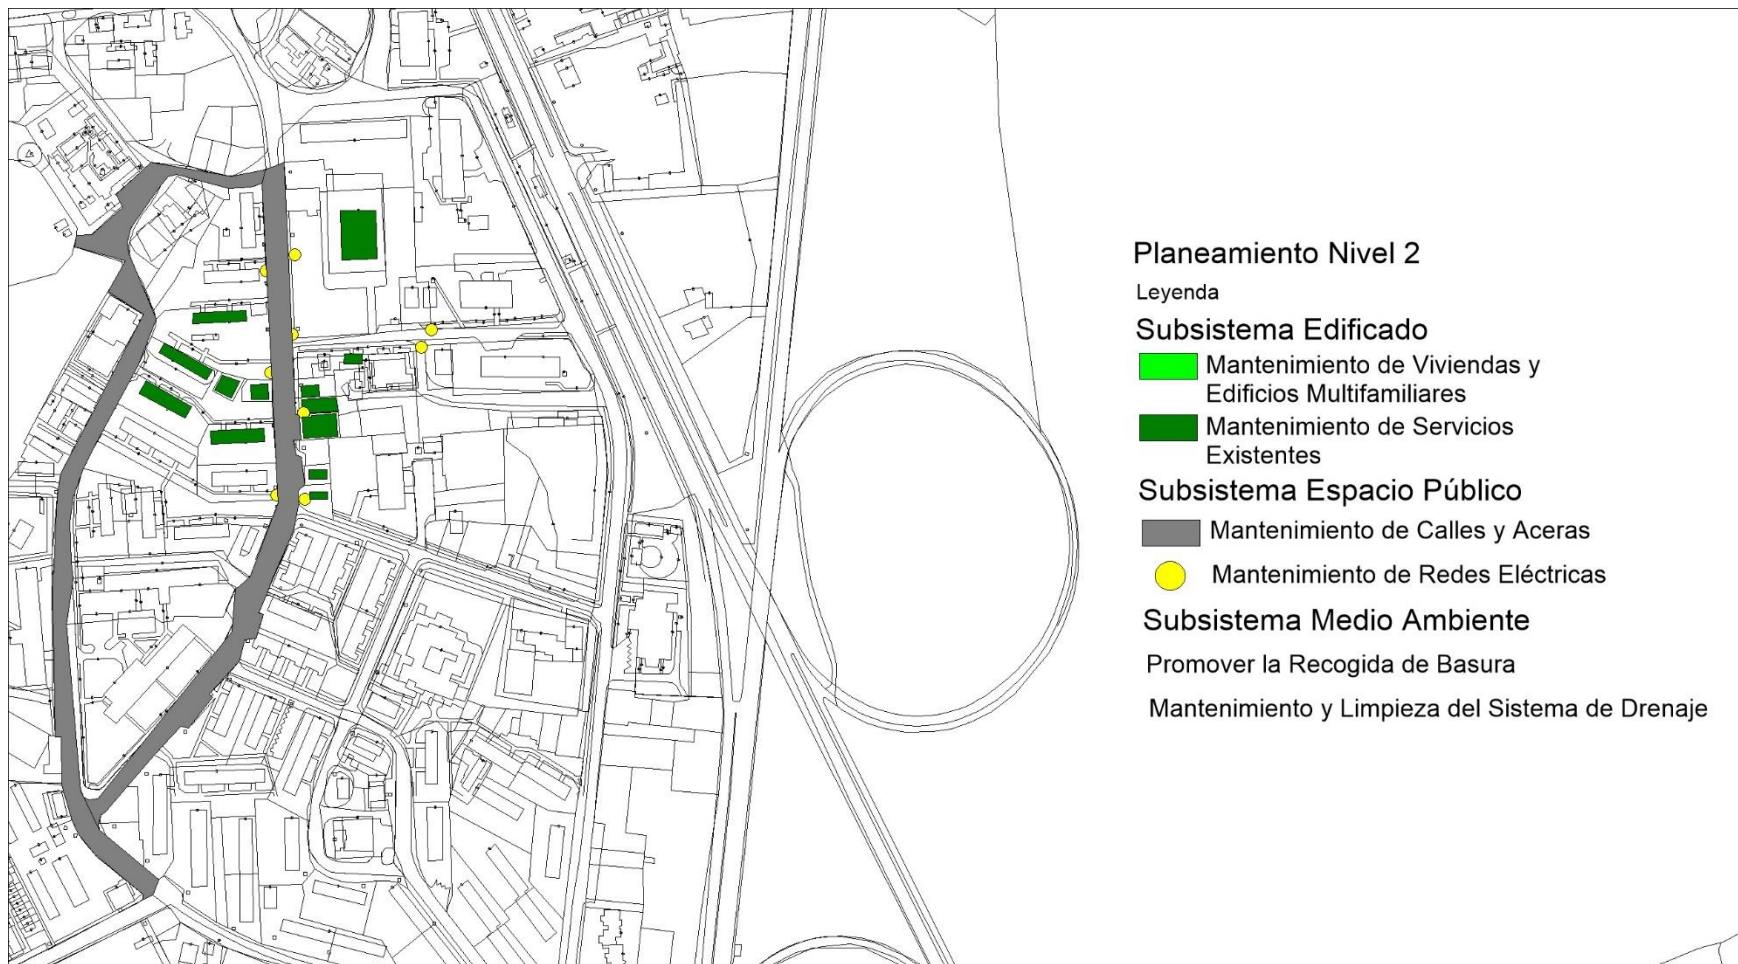 Planeamiento Nivel 2
Leyenda
Subsistema Edificado
Mantenimiento de Viviendas y
Edificios Multifamiliares
Mantenimiento de Servicios
Existentes
Subsistema Espacio Público
Mantenimiento de Calles y Aceras
Mantenimiento de Redes Eléctricas
Subsistema Medio Ambiente
Promover la Recogida de Basura
Mantenimiento y Limpieza del Sistema de Drenaje